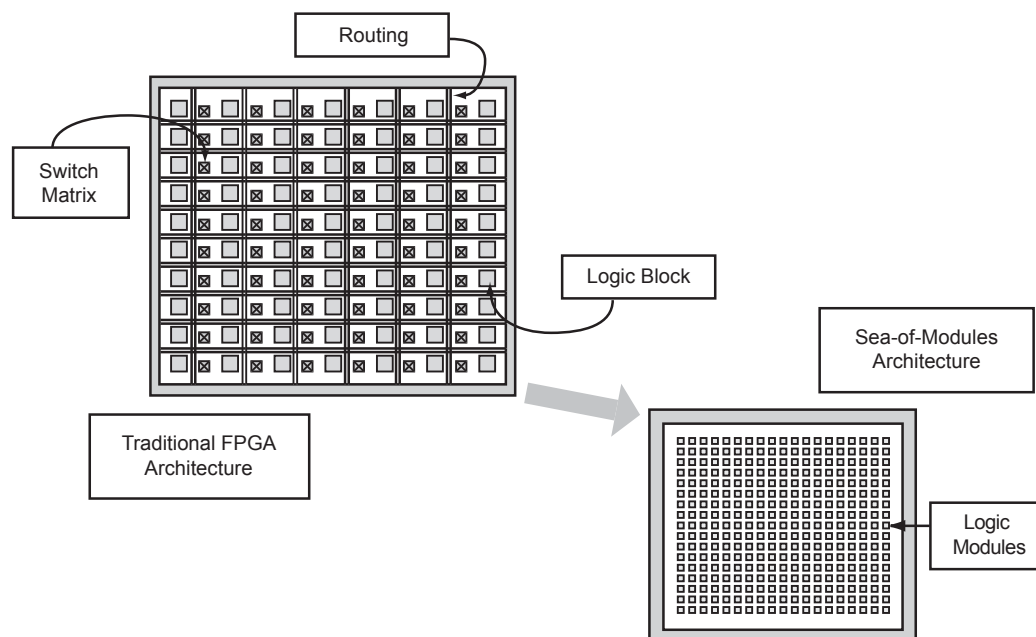 Routing
Switch
Matrix
Logic Block
Sea-of-Modules
Architecture
Traditional FPGA
Architecture
Logic
Modules